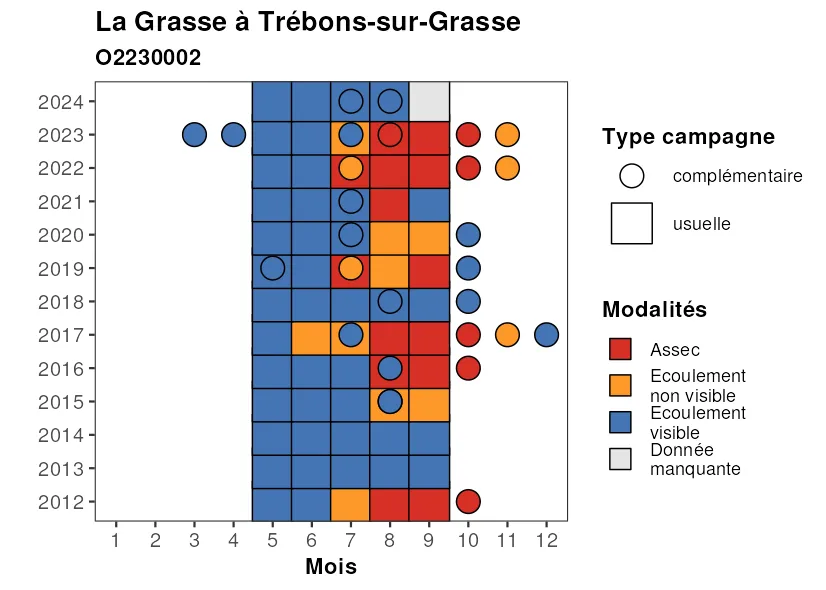 La Grasse à Trébons-sur-Grasse
O2230002
2024
2023
2022
2021
2020
2019
2018
2017
2016
2015
2014
2013
2012
1 2 3 4 5 6 7 8 9 10 11 12
Mois
Type campagne
complémentaire
usuelle
Modalités
Assec
Ecoulement
non visible
Ecoulement
visible
Donnée
manquante